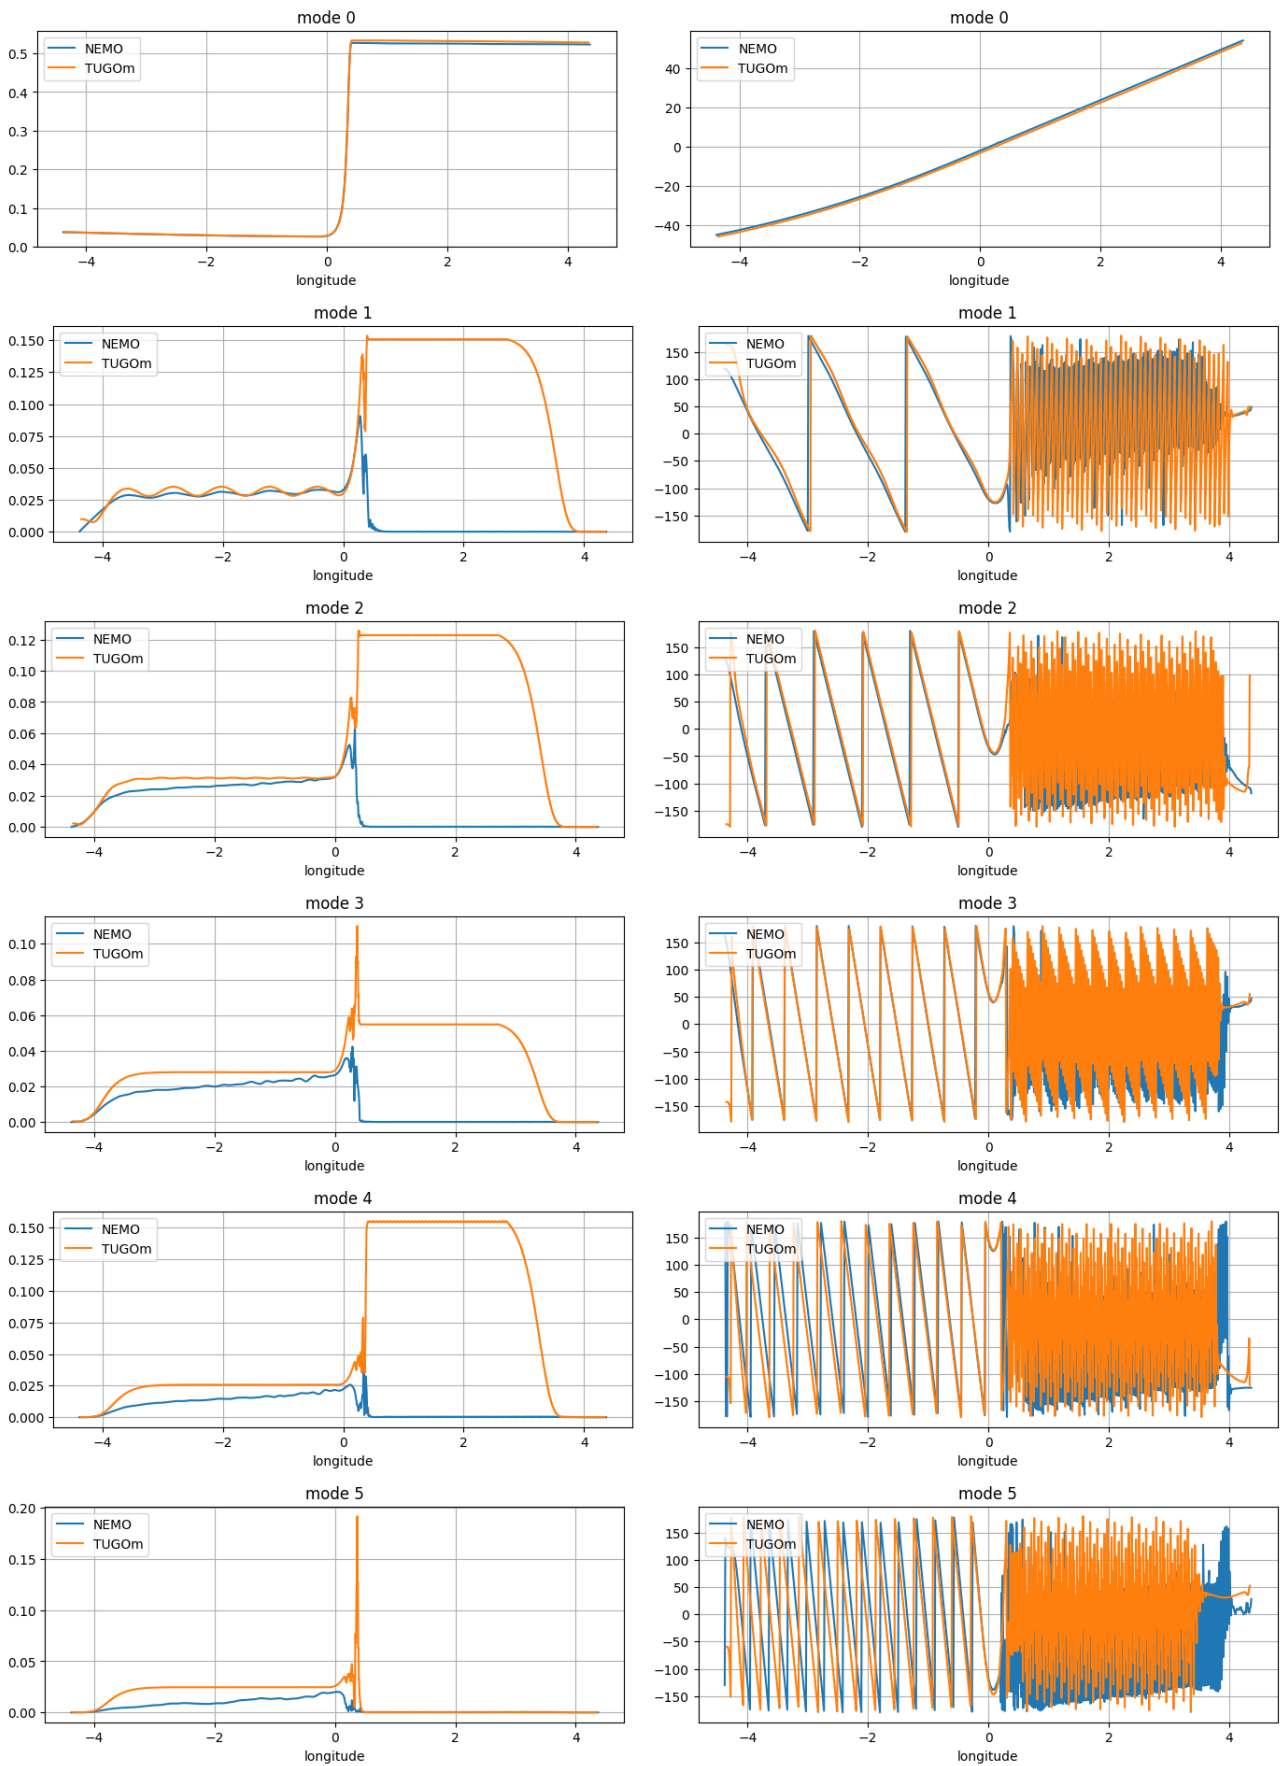 mode 0
NEMO
TUGOm
0.5
0.4
0.3
0.2
0.1
0.0
−4 −2 0 2 4
longitude
mode 0
NEMO
TUGOm
40
20
0
−20
−40
−4 −2 0 2 4
longitude
mode 1
NEMO
TUGOm
0.150
0.125
0.100
0.075
0.050
0.025
0.000
−4 −2 0 2 4
longitude
mode 1
NEMO
TUGOm
150
100
50
0
−50
−100
−150
−4 −2 0 2 4
longitude
mode 2
NEMO
TUGOm
0.12
0.10
0.08
0.06
0.04
0.02
0.00
−4 −2 0 2 4
longitude
mode 2
NEMO
TUGOm
150
100
50
0
−50
−100
−150
−4 −2 0 2 4
longitude
mode 3
NEMO
TUGOm
0.10
0.08
0.06
0.04
0.02
0.00
−4 −2 0 2 4
longitude
mode 3
NEMO
TUGOm
150
100
50
0
−50
−100
−150
−4 −2 0 2 4
longitude
mode 4
NEMO
TUGOm
0.150
0.125
0.100
0.075
0.050
0.025
0.000
−4 −2 0 2 4
longitude
mode 4
NEMO
TUGOm
150
100
50
0
−50
−100
−150
−4 −2 0 2 4
longitude
mode 5
NEMO
TUGOm
0.20
0.15
0.10
0.05
0.00
−4 −2 0 2 4
longitude
mode 5
NEMO
TUGOm
150
100
50
0
−50
−100
−150
−4 −2 0 2 4
longitude